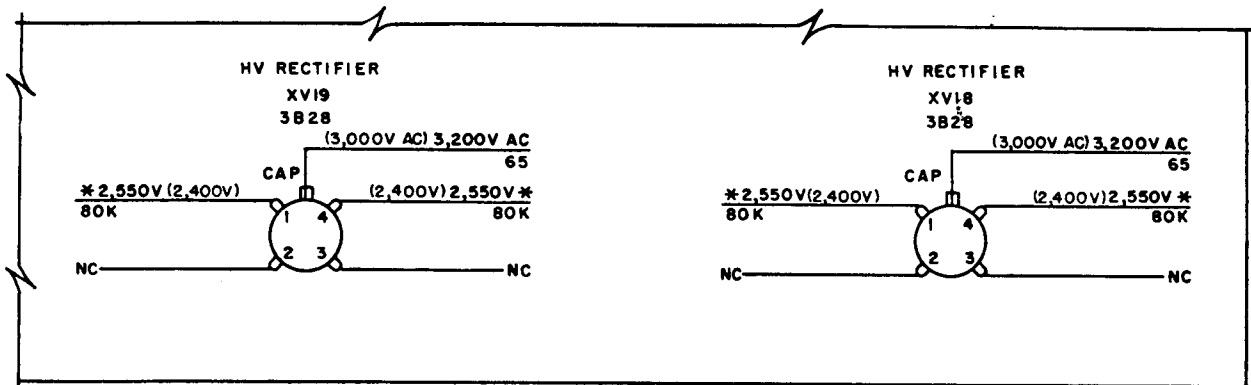 HV RECTIFIER
XV19
3B28
(3,000V AC) 3,200V AC
65
CAP
*2,550V (2,400V)
80K
(2,400V) 2,550V *
80K
1 4
2 3
NC
NC
HV RECTIFIER
XV18
3B28
(3,000V AC) 3,200V AC
65
CAP
*2,550V (2,400V)
80K
(2,400V) 2,550V *
80K
1 4
2 3
NC
NC